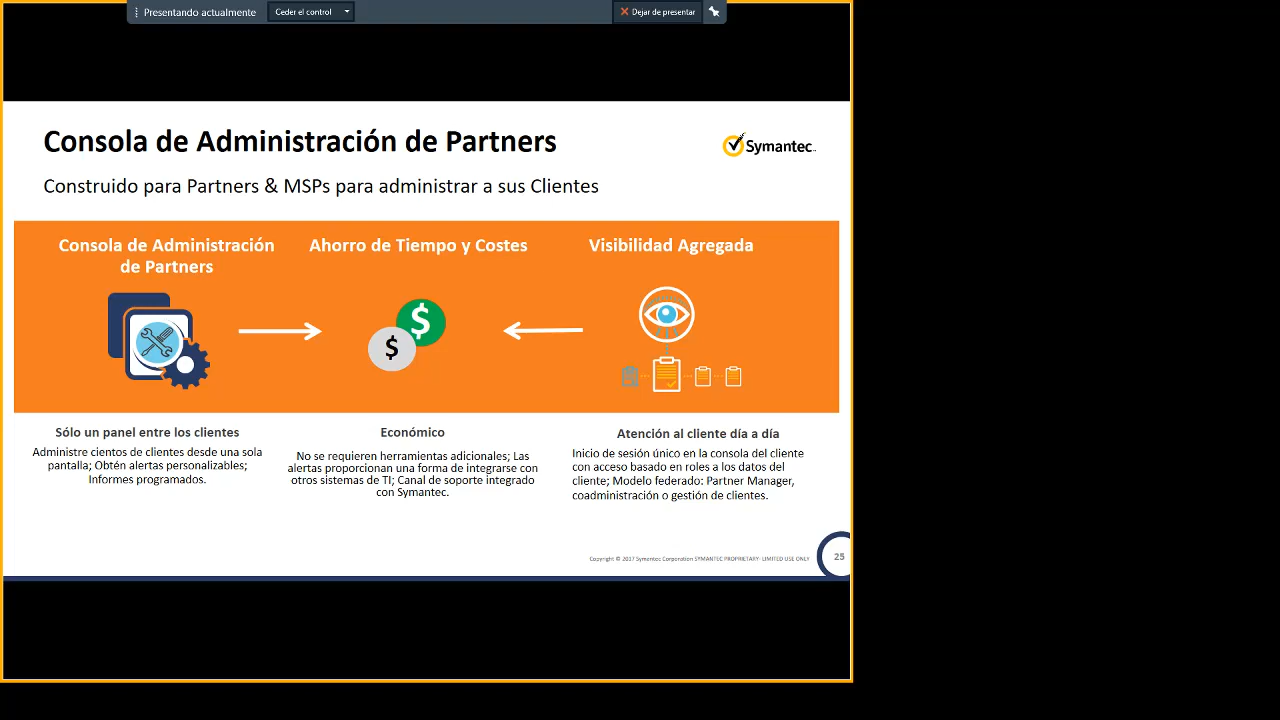 Presentando actualmente
Ceder el control
Dejar de presentar
Consola de Administración de Partners
Symantec
Construido para Partners & MSPs para administrar a sus Clientes
Consola de Administración
de Partners
Ahorro de Tiempo y Costes
Visibilidad Agregada
$
$
Sólo un panel entre los clientes
Administre cientos de clientes desde una sola
pantalla; Obtén alertas personalizables;
Informes programados.
Económico
No se requieren herramientas adicionales; Las
alertas proporcionan una forma de integrarse con
otros sistemas de TI; Canal de soporte integrado
con Symantec.
Atención al cliente día a día
Inicio de sesión único en la consola del cliente
con acceso basado en roles a los datos del
cliente; Modelo federado: Partner Manager,
coadministración o gestión de clientes.
Copyright © 2017 Symantec Corporation SYMANTEC PROPRIETARY- LIMITED USE ONLY
25